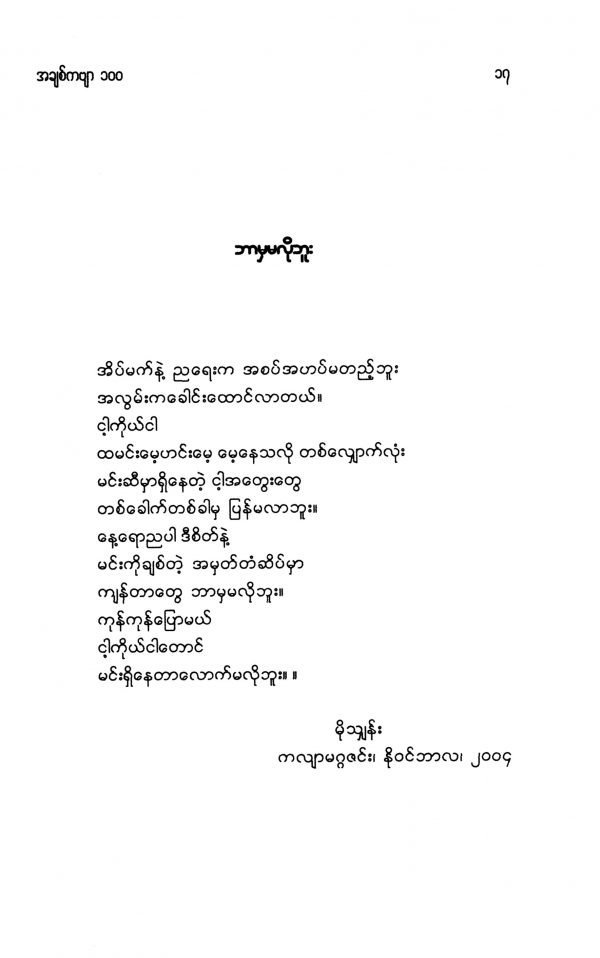 အချစ်ကဗျာ ၁၀၀
၁၇
ဘာမှမလိုဘူး
အိပ်မက်နဲ့ ညရေးက အစပ်အဟပ်မတည့်ဘူး
အလွမ်းကခေါင်းထောင်လာတယ်။
ငါ့ကိုယ်ငါ
ထမင်းမေ့ဟင်းမေ့ မေ့နေသလို တစ်လျှောက်လုံး
မင်းဆီမှာရှိနေတဲ့ ငါ့အတွေးတွေ
တစ်ခေါက်တစ်ခါမှ ပြန်မလာဘူး။
နေ့ရောညပါ ဒီစိတ်နဲ့
မင်းကိုချစ်တဲ့ အမှတ်တံဆိပ်မှာ
ကျန်တာတွေ ဘာမှမလိုဘူး။
ကုန်ကုန်ပြောမယ်
ငါ့ကိုယ်ငါတောင်
မင်းရှိနေတာလောက်မလိုဘူး။ ။
မိုးသျှန်း
ကလျာမဂ္ဂဇင်း၊ နိုဝင်ဘာလ၊ ၂၀၀၄